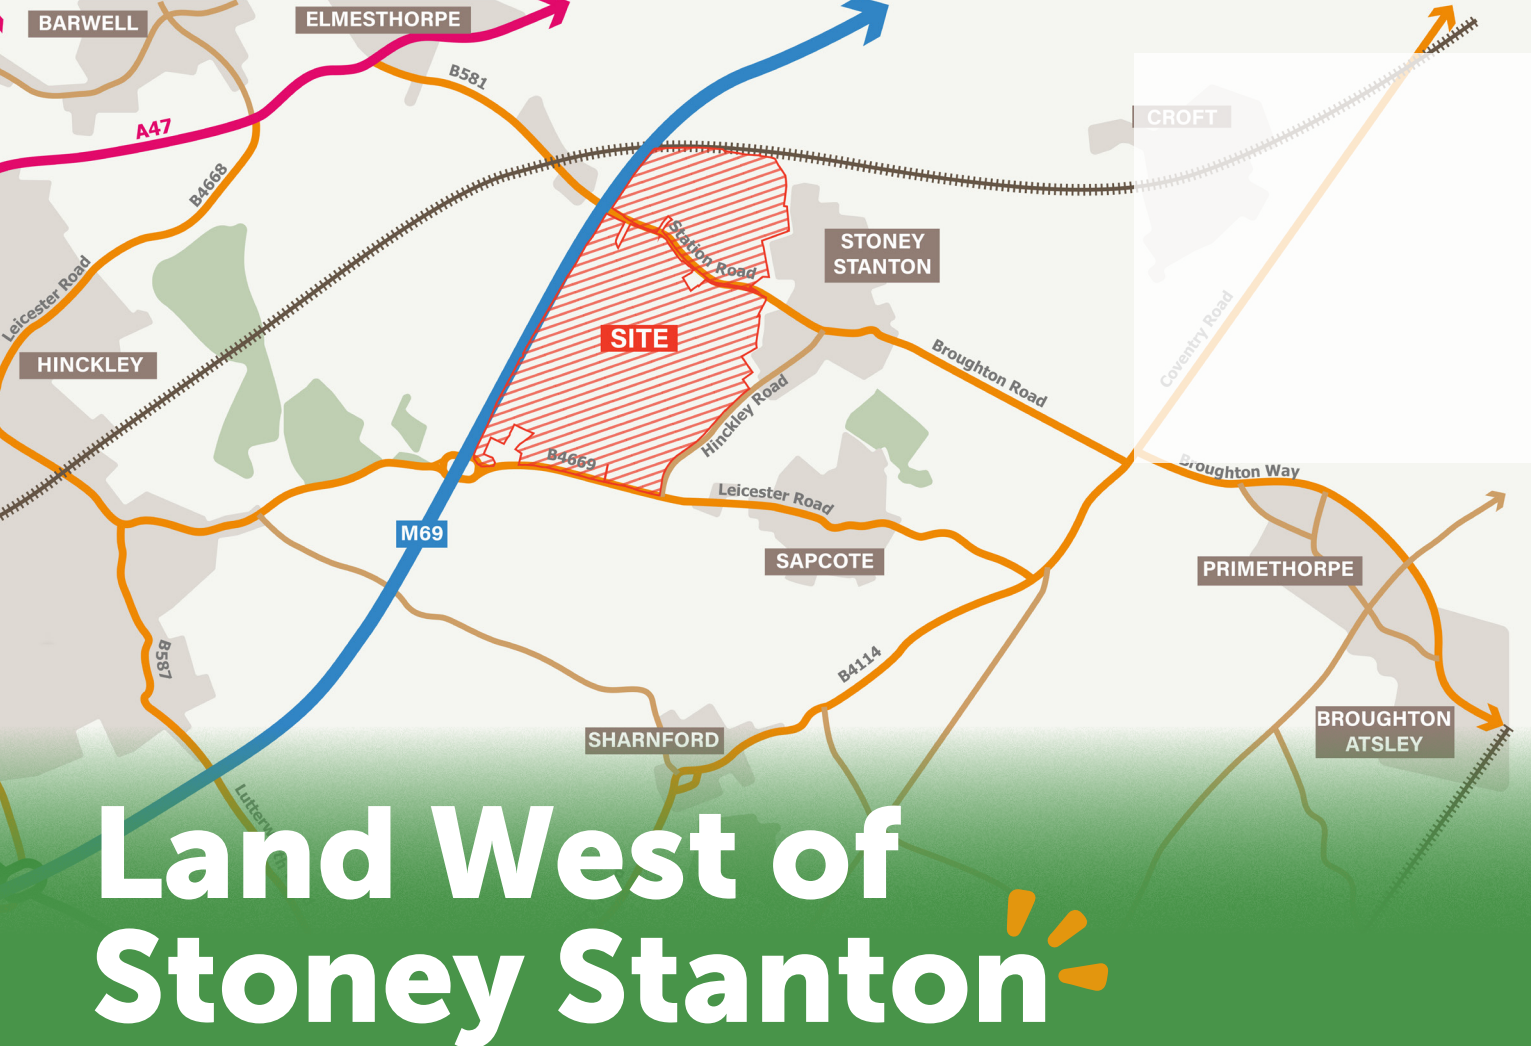 BARWELL
ELMESTHORPE
B581
A47
B4668
CROFT
Station Road
STONEY
STANTON
Leicester Road
Coventry Road
SITE
HINCKLEY
Broughton Road
Hinckley Road
B4669
Broughton Way
Leicester Road
M69
SAPCOTE
PRIMETHORPE
B587
B4114
BROUGHTON
ATSLEY
SHARNFORD
Land West of
Stoney Stanton